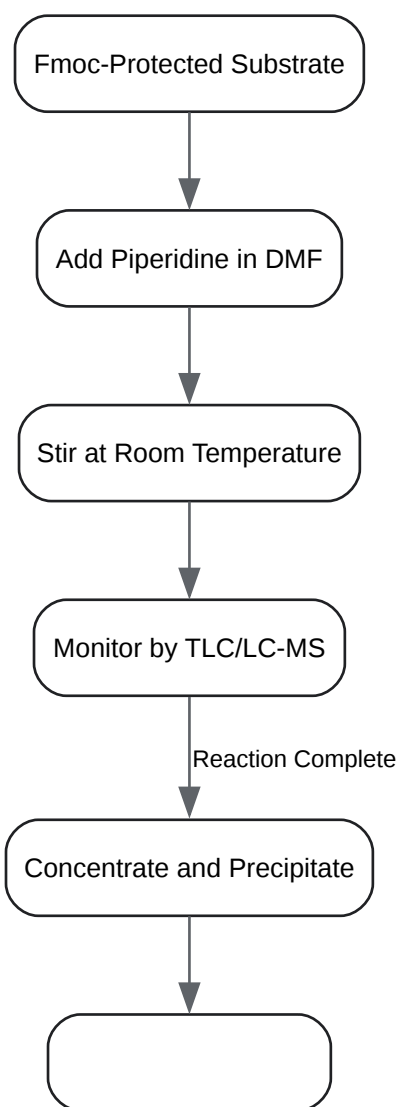 Fmoc-Protected Substrate
Add Piperidine in DMF
Stir at Room Temperature
Monitor by TLC/LC-MS
Reaction Complete
Concentrate and Precipitate